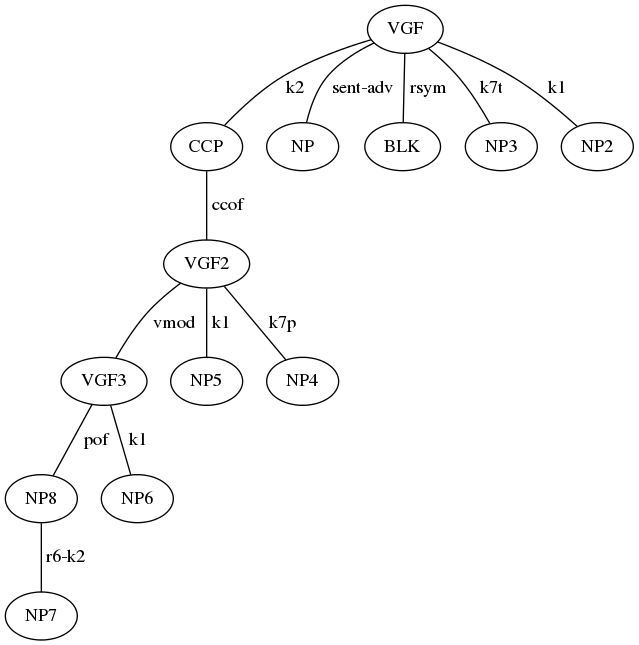 VGF
k2 sent-adv rsym k7t k1
CCP NP BLK NP3 NP2
ccof
VGF2
vmod k1 k7p
VGF3 NP5 NP4
pof k1
NP8 NP6
r6-k2
NP7